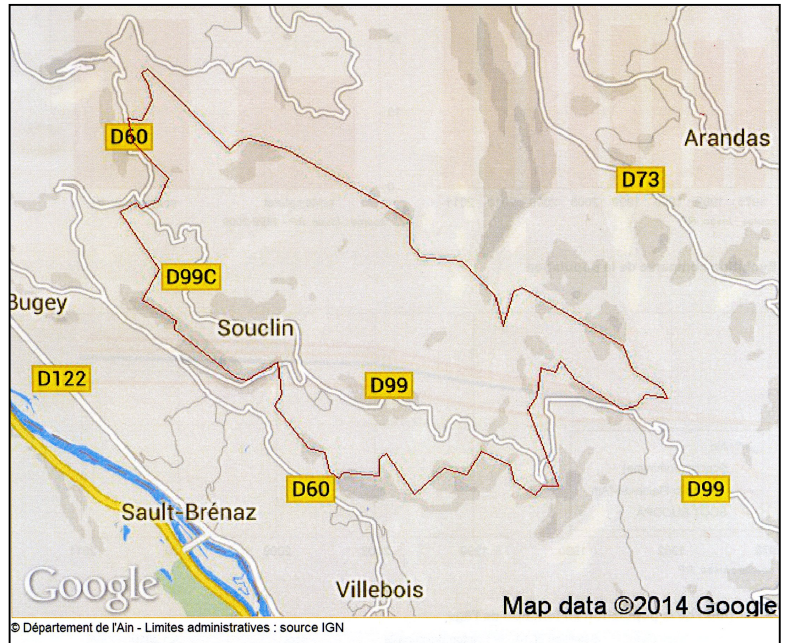 D60
Arandas
D73
D99C
Bugey
Souclin
D122
D99
D60
D99
Sault-Brénaz
Google
Villebois
Map data ©2014 Google
© Département de l'Ain - Limites administratives : source IGN